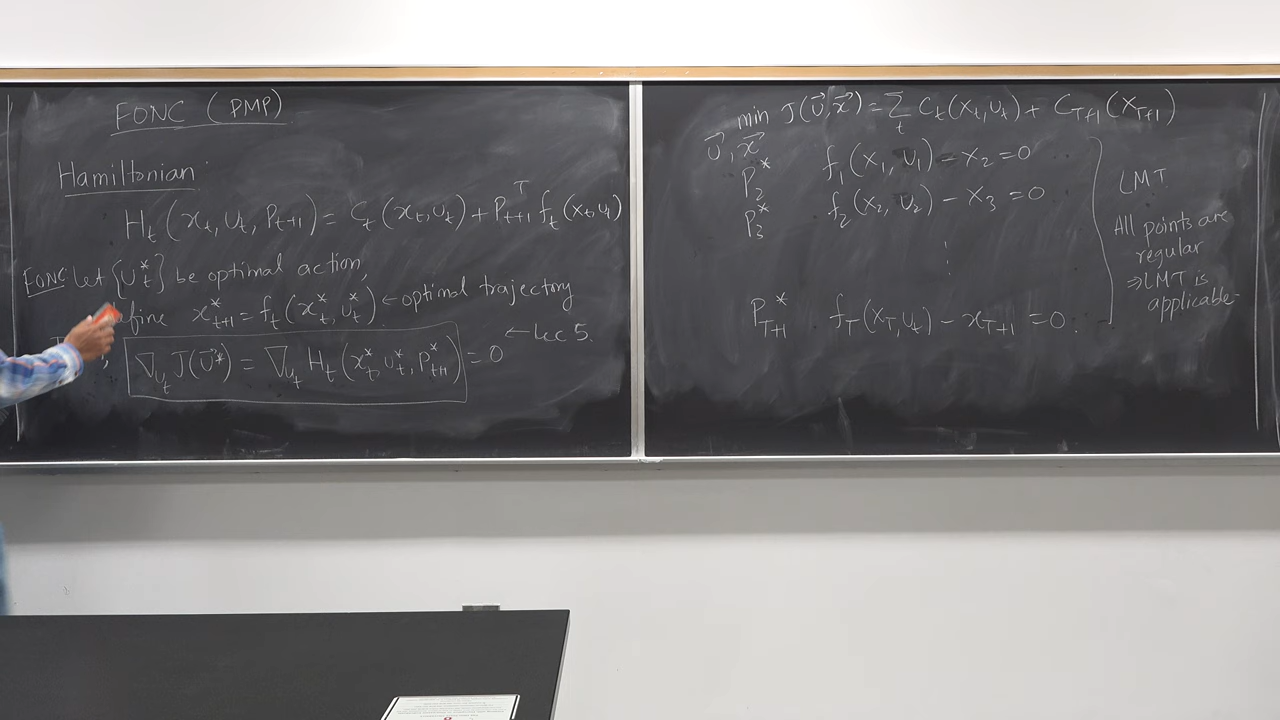 FONC (PMP)
Hamiltonian
H_t(x_t, u_t, p_{t+1}) = C_t(x_t, u_t) + P_{t+1}^T f_t(x_t, u_t)
FONC: Let {U_t^*} be optimal action,
fine x_{t+1}^* = f_t(x_t^*, u_t^*) ← optimal trajectory
← Lec 5.
∇_{u_t} J(U^*) = ∇_{u_t} H_t(x_t^*, u_t^*, P_{t+1}^*) = 0
min J(U⃗, x⃗) = Σ_t C_t(x_t, u_t) + C_{T+1}(X_{T+1})
U⃗, x⃗
P_2^* f_1(x_1, u_1) - x_2 = 0
P_3^* f_2(x_2, u_2) - x_3 = 0
⋮
P_{T+1}^* f_T(x_T, u_t) - x_{T+1} = 0.
LMT
All points are
regular
⇒ LMT is
applicable